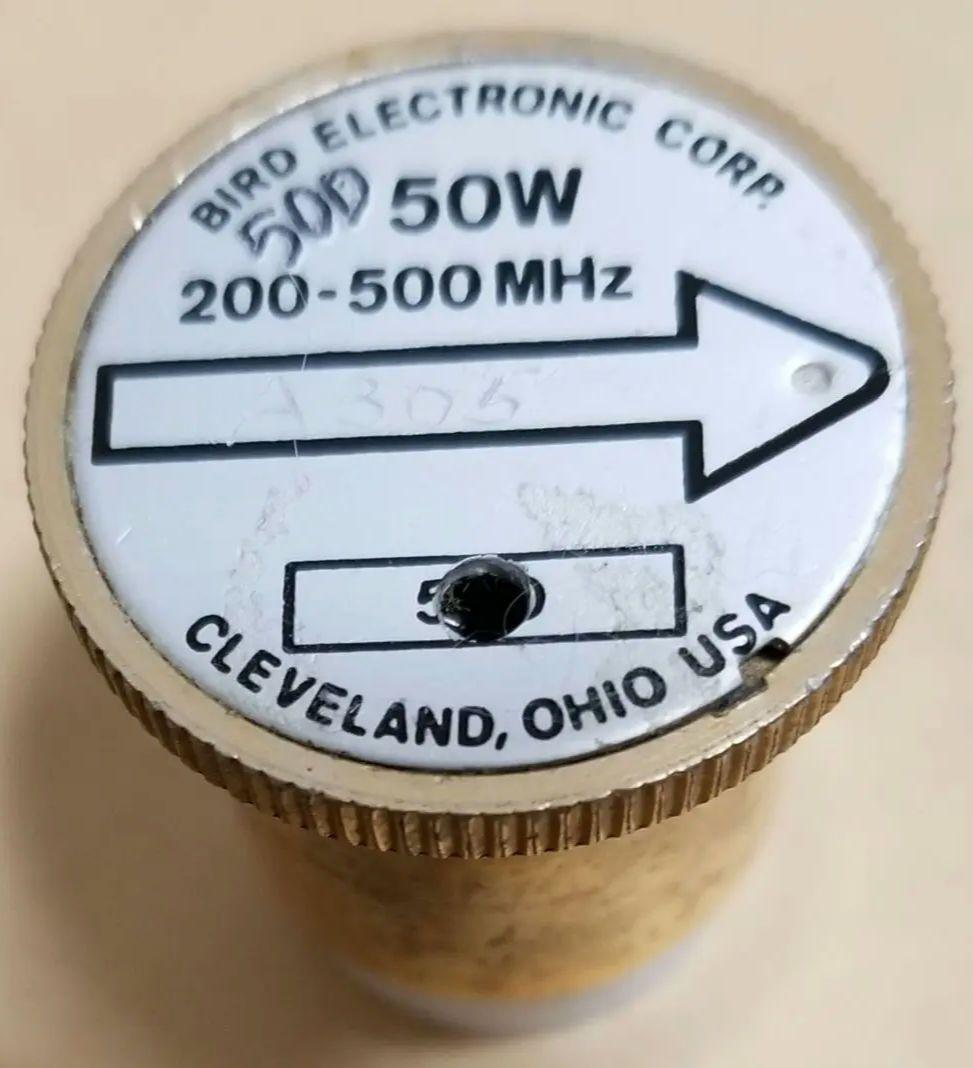 BIRD ELECTRONIC CORP.
50D 50W
200-500 MHz
A305
CLEVELAND, OHIO USA